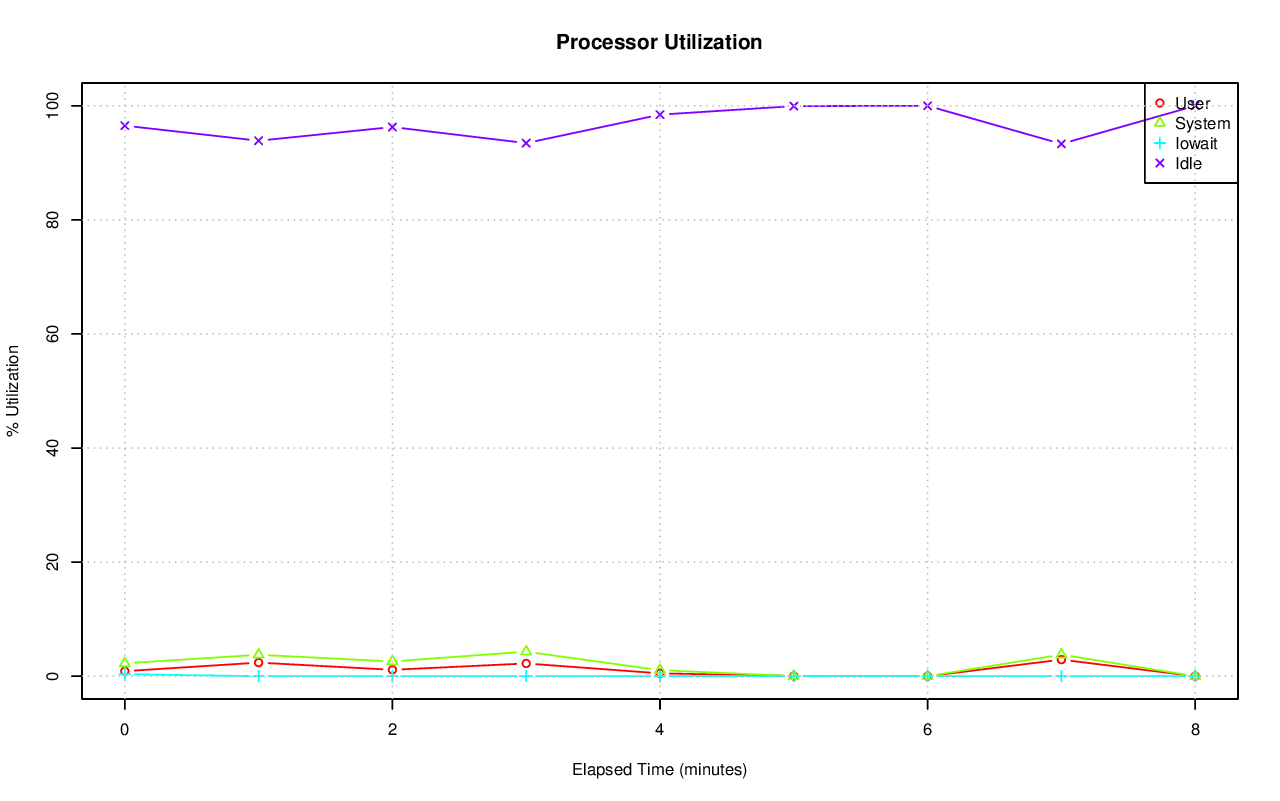 Processor Utilization
100
80
60
40
20
0
% Utilization
User
System
Iowait
Idle
0 2 4 6 8
Elapsed Time (minutes)